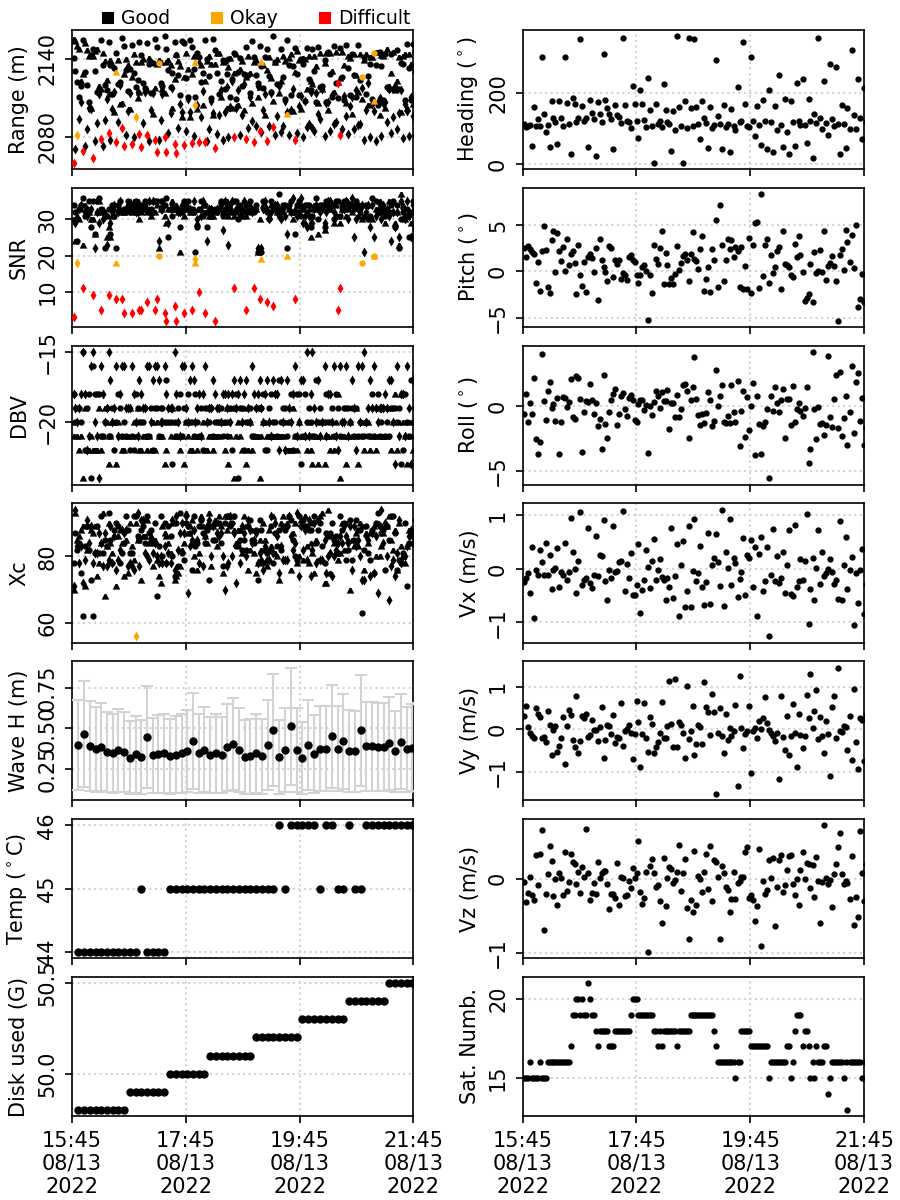 Good Okay Difficult
Range (m)
2140
2080
Heading (°)
200
0
SNR
30
20
10
Pitch (°)
5
0
−5
DBV
−15
−20
Roll (°)
0
−5
Xc
80
60
Vx (m/s)
1
0
−1
Wave H (m)
0.75
0.50
0.25
Vy (m/s)
1
0
−1
Temp (°C)
46
45
44
Vz (m/s)
0
−1
Disk used (G)
50.5
50.0
Sat. Numb.
20
15
15:45 17:45 19:45 21:45 15:45 17:45 19:45 21:45
08/13 08/13 08/13 08/13 08/13 08/13 08/13 08/13
2022 2022 2022 2022 2022 2022 2022 2022